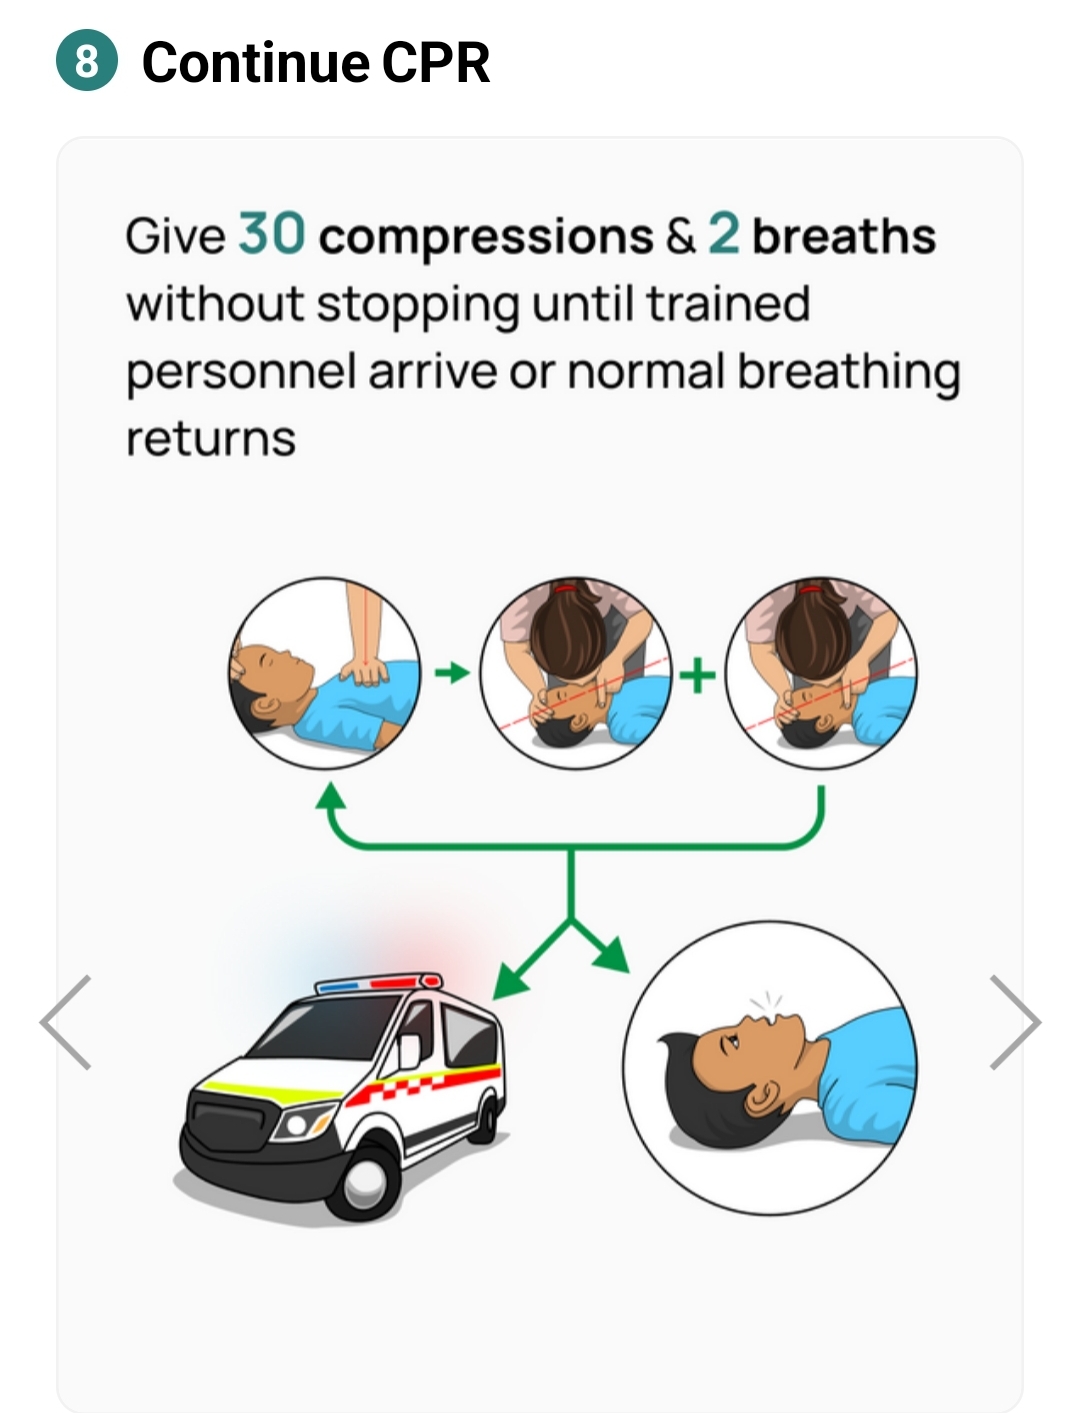 8 Continue CPR
Give 30 compressions & 2 breaths
without stopping until trained
personnel arrive or normal breathing
returns